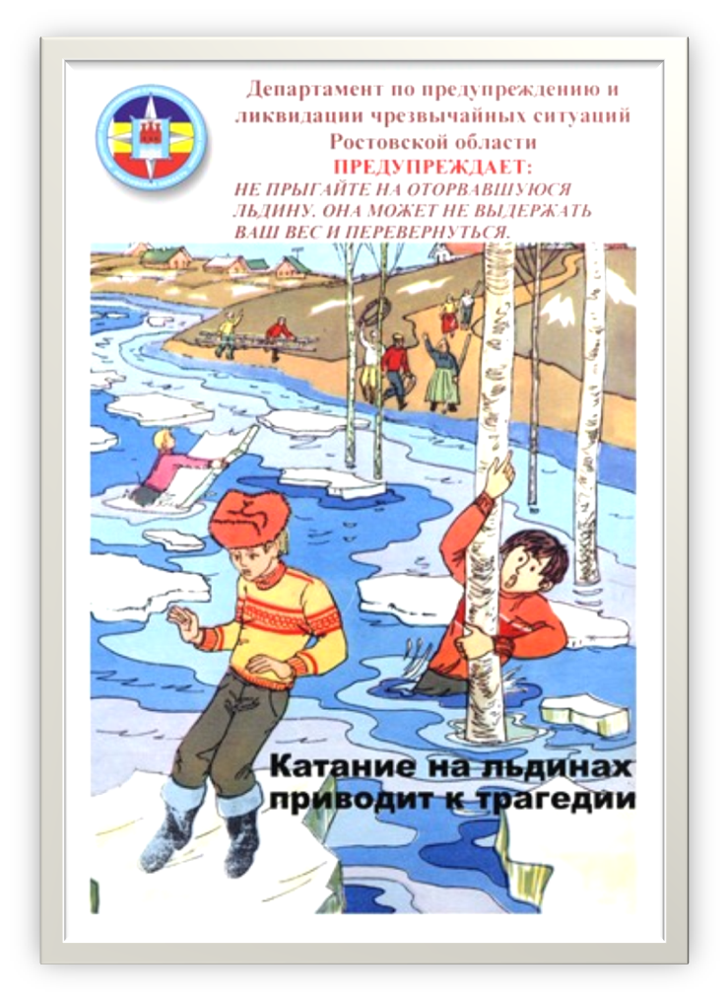 Департамент по предупреждению и
ликвидации чрезвычайных ситуаций
Ростовской области
ПРЕДУПРЕЖДАЕТ:
НЕ ПРЫГАЙТЕ НА ОТОРВАВШУЮСЯ
ЛЬДИНУ. ОНА МОЖЕТ НЕ ВЫДЕРЖАТЬ
ВАШ ВЕС И ПЕРЕВЕРНУТЬСЯ.
Катание на льдинах
приводит к трагедии